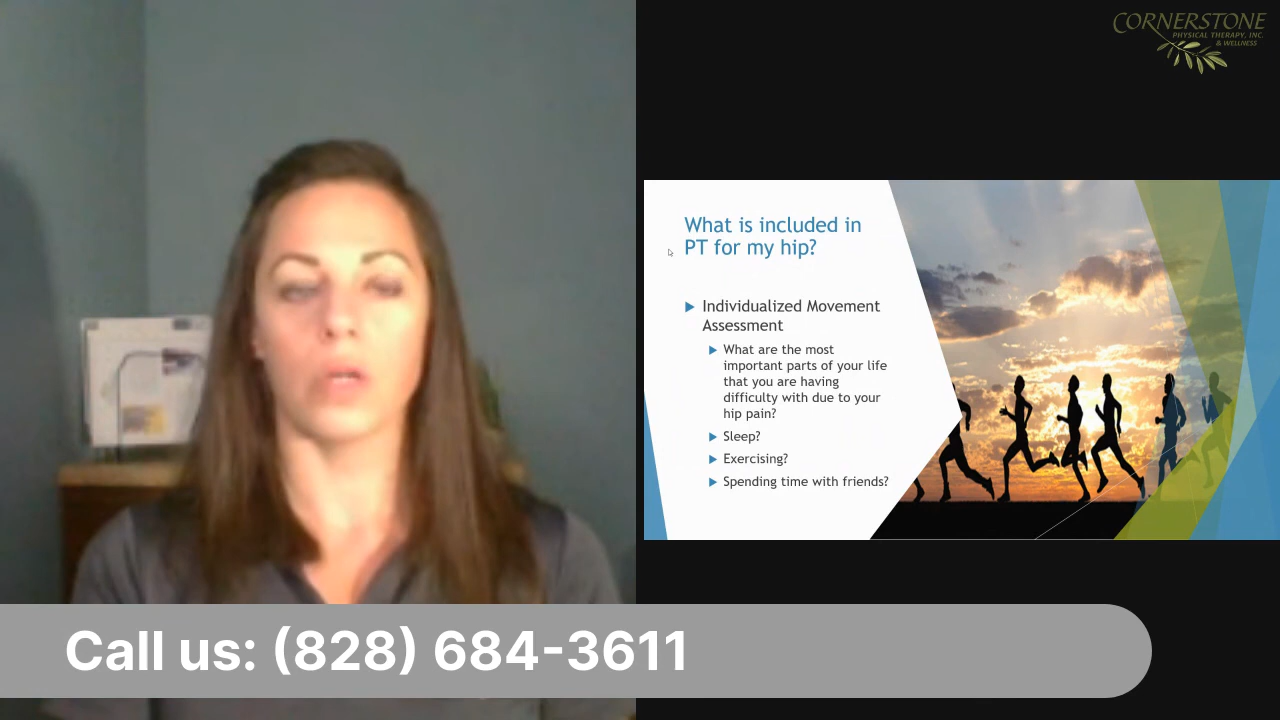 CORNERSTONE
PHYSICAL THERAPY, INC.
& WELLNESS
What is included in
PT for my hip?
Individualized Movement
Assessment
What are the most
important parts of your life
that you are having
difficulty with due to your
hip pain?
Sleep?
Exercising?
Spending time with friends?
Call us: (828) 684-3611